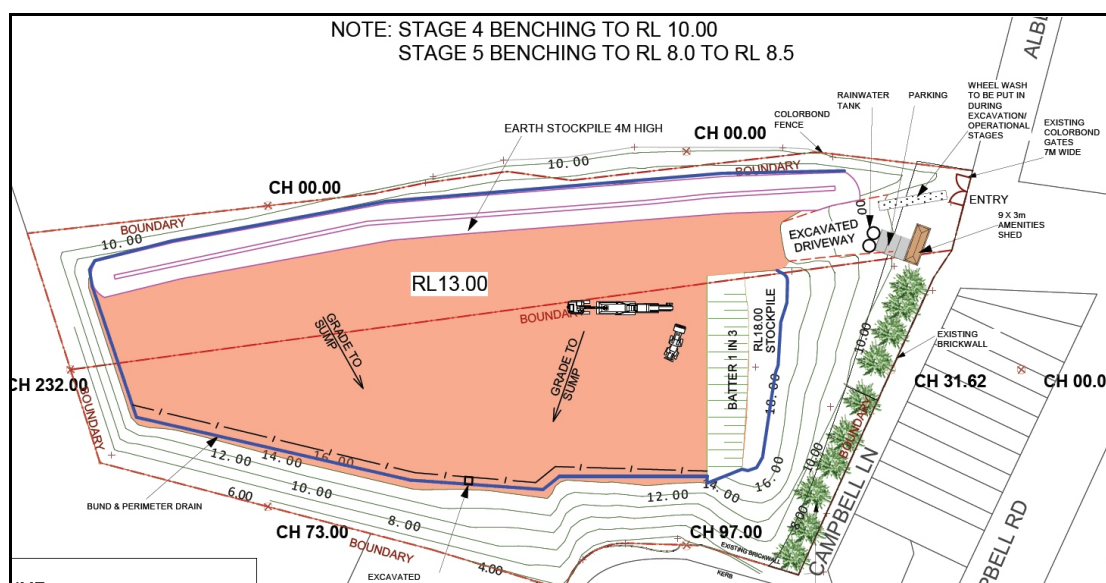 NOTE: STAGE 4 BENCHING TO RL 10.00
STAGE 5 BENCHING TO RL 8.0 TO RL 8.5
RAINWATER
TANK
PARKING
WHEEL WASH
TO BE PUT IN
DURING
EXCAVATION/
OPERATIONAL
STAGES
COLORBOND
FENCE
EXISTING
COLORBOND
GATES
7M WIDE
EARTH STOCKPILE 4M HIGH
CH 00.00
10.00
BOUNDARY
CH 00.00
BOUNDARY
10.00
ENTRY
EXCAVATED
DRIVEWAY
9 X 3m
AMENITIES
SHED
RL13.00
BOUNDARY
GRADE TO
SUMP
GRADE TO
SUMP
BATTER 1 IN 3
RL18.00
STOCKPILE
18.00
10.00
EXISTING
BRICKWALL
CH 232.00
CH 31.62
CH 00.0
BOUNDARY
BOUNDARY
12.00
14.00
16.00
14.00
16.00
10.00
12.00
BUND & PERIMETER DRAIN
6.00
10.00
8.00
8.00
CH 73.00
CH 97.00
CAMPBELL LN
BOUNDARY
4.00
EXISTING BRICKWALL
KERB
EXCAVATED